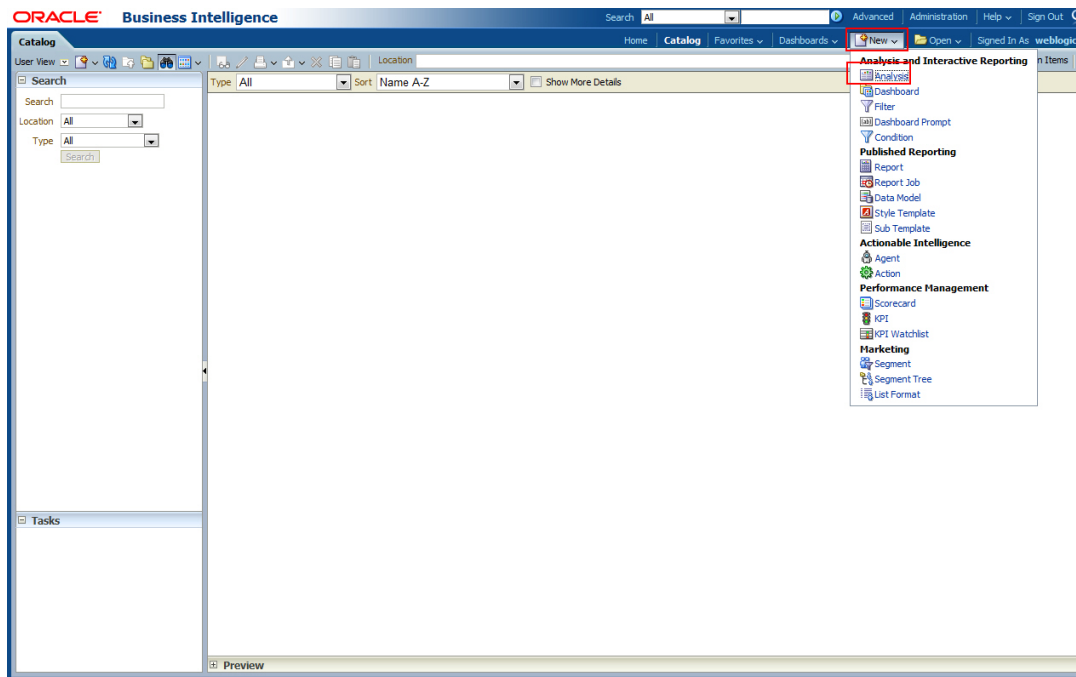 ORACLE Business Intelligence
Search All Advanced Administration Help Sign Out
Catalog
Home Catalog Favorites Dashboards New Open Signed In As weblogic
User View Location
Analysis and Interactive Reporting
n Items
Search
Type All Sort Name A-Z Show More Details
Search
Location All
Type All
Search
Analysis
Dashboard
Filter
Dashboard Prompt
Condition
Published Reporting
Report
Report Job
Data Model
Style Template
Sub Template
Actionable Intelligence
Agent
Action
Performance Management
Scorecard
KPI
KPI Watchlist
Marketing
Segment
Segment Tree
List Format
Tasks
Preview